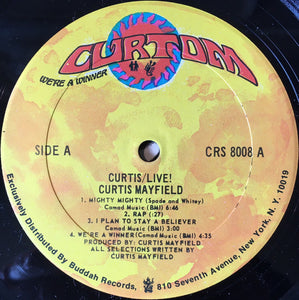 CURTOM
WE'RE A WINNER
SIDE A
CRS 8008 A
CURTIS/LIVE!
CURTIS MAYFIELD
1. MIGHTY MIGHTY (Spade and Whitey)
Camad Music (BMI) 6:46
2. RAP (:27)
3. I PLAN TO STAY A BELIEVER
Camad Music (BMI) 3:00
4. WE'RE A WINNER (Camad Music (BMI) 4:35
PRODUCED BY: CURTIS MAYFIELD
ALL SELECTIONS WRITTEN BY
CURTIS MAYFIELD
Exclusively Distributed By Buddah Records, 810 Seventh Avenue, New York, N.Y. 10019